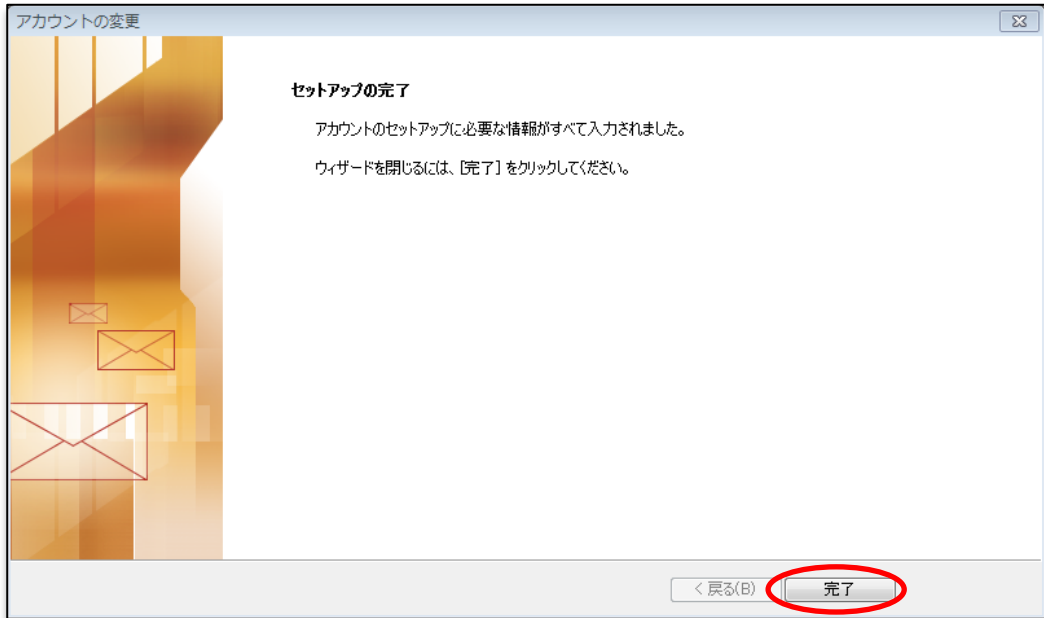 アカウントの変更
セットアップの完了
アカウントのセットアップに必要な情報がすべて入力されました。
ウィザードを閉じるには、[完了] をクリックしてください。
< 戻る(B)
完了